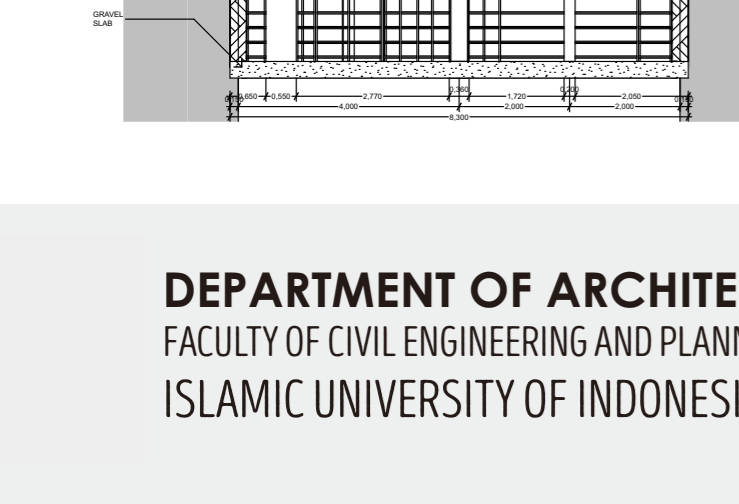 GRAVEL
SLAB
0,360 0,200
0,150 0,650 0,550 2,770 1,720 2,050 0,150
4,000 2,000 2,000
8,300
DEPARTMENT OF ARCHITE
FACULTY OF CIVIL ENGINEERING AND PLANN
ISLAMIC UNIVERSITY OF INDONESI